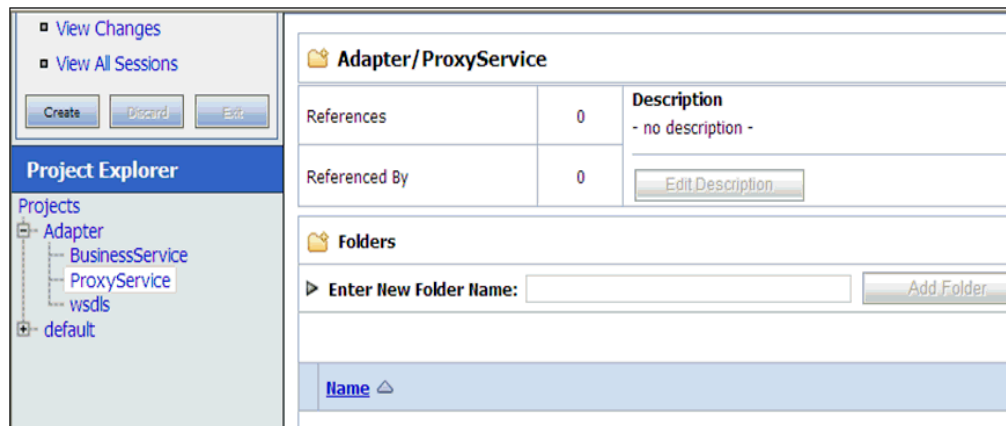 View Changes
View All Sessions
Create Discard Exit
Project Explorer
Projects
Adapter
BusinessService
ProxyService
wsdls
default
Adapter/ProxyService
References 0
Referenced By 0
Description
- no description -
Edit Description
Folders
Enter New Folder Name: Add Folder
Name